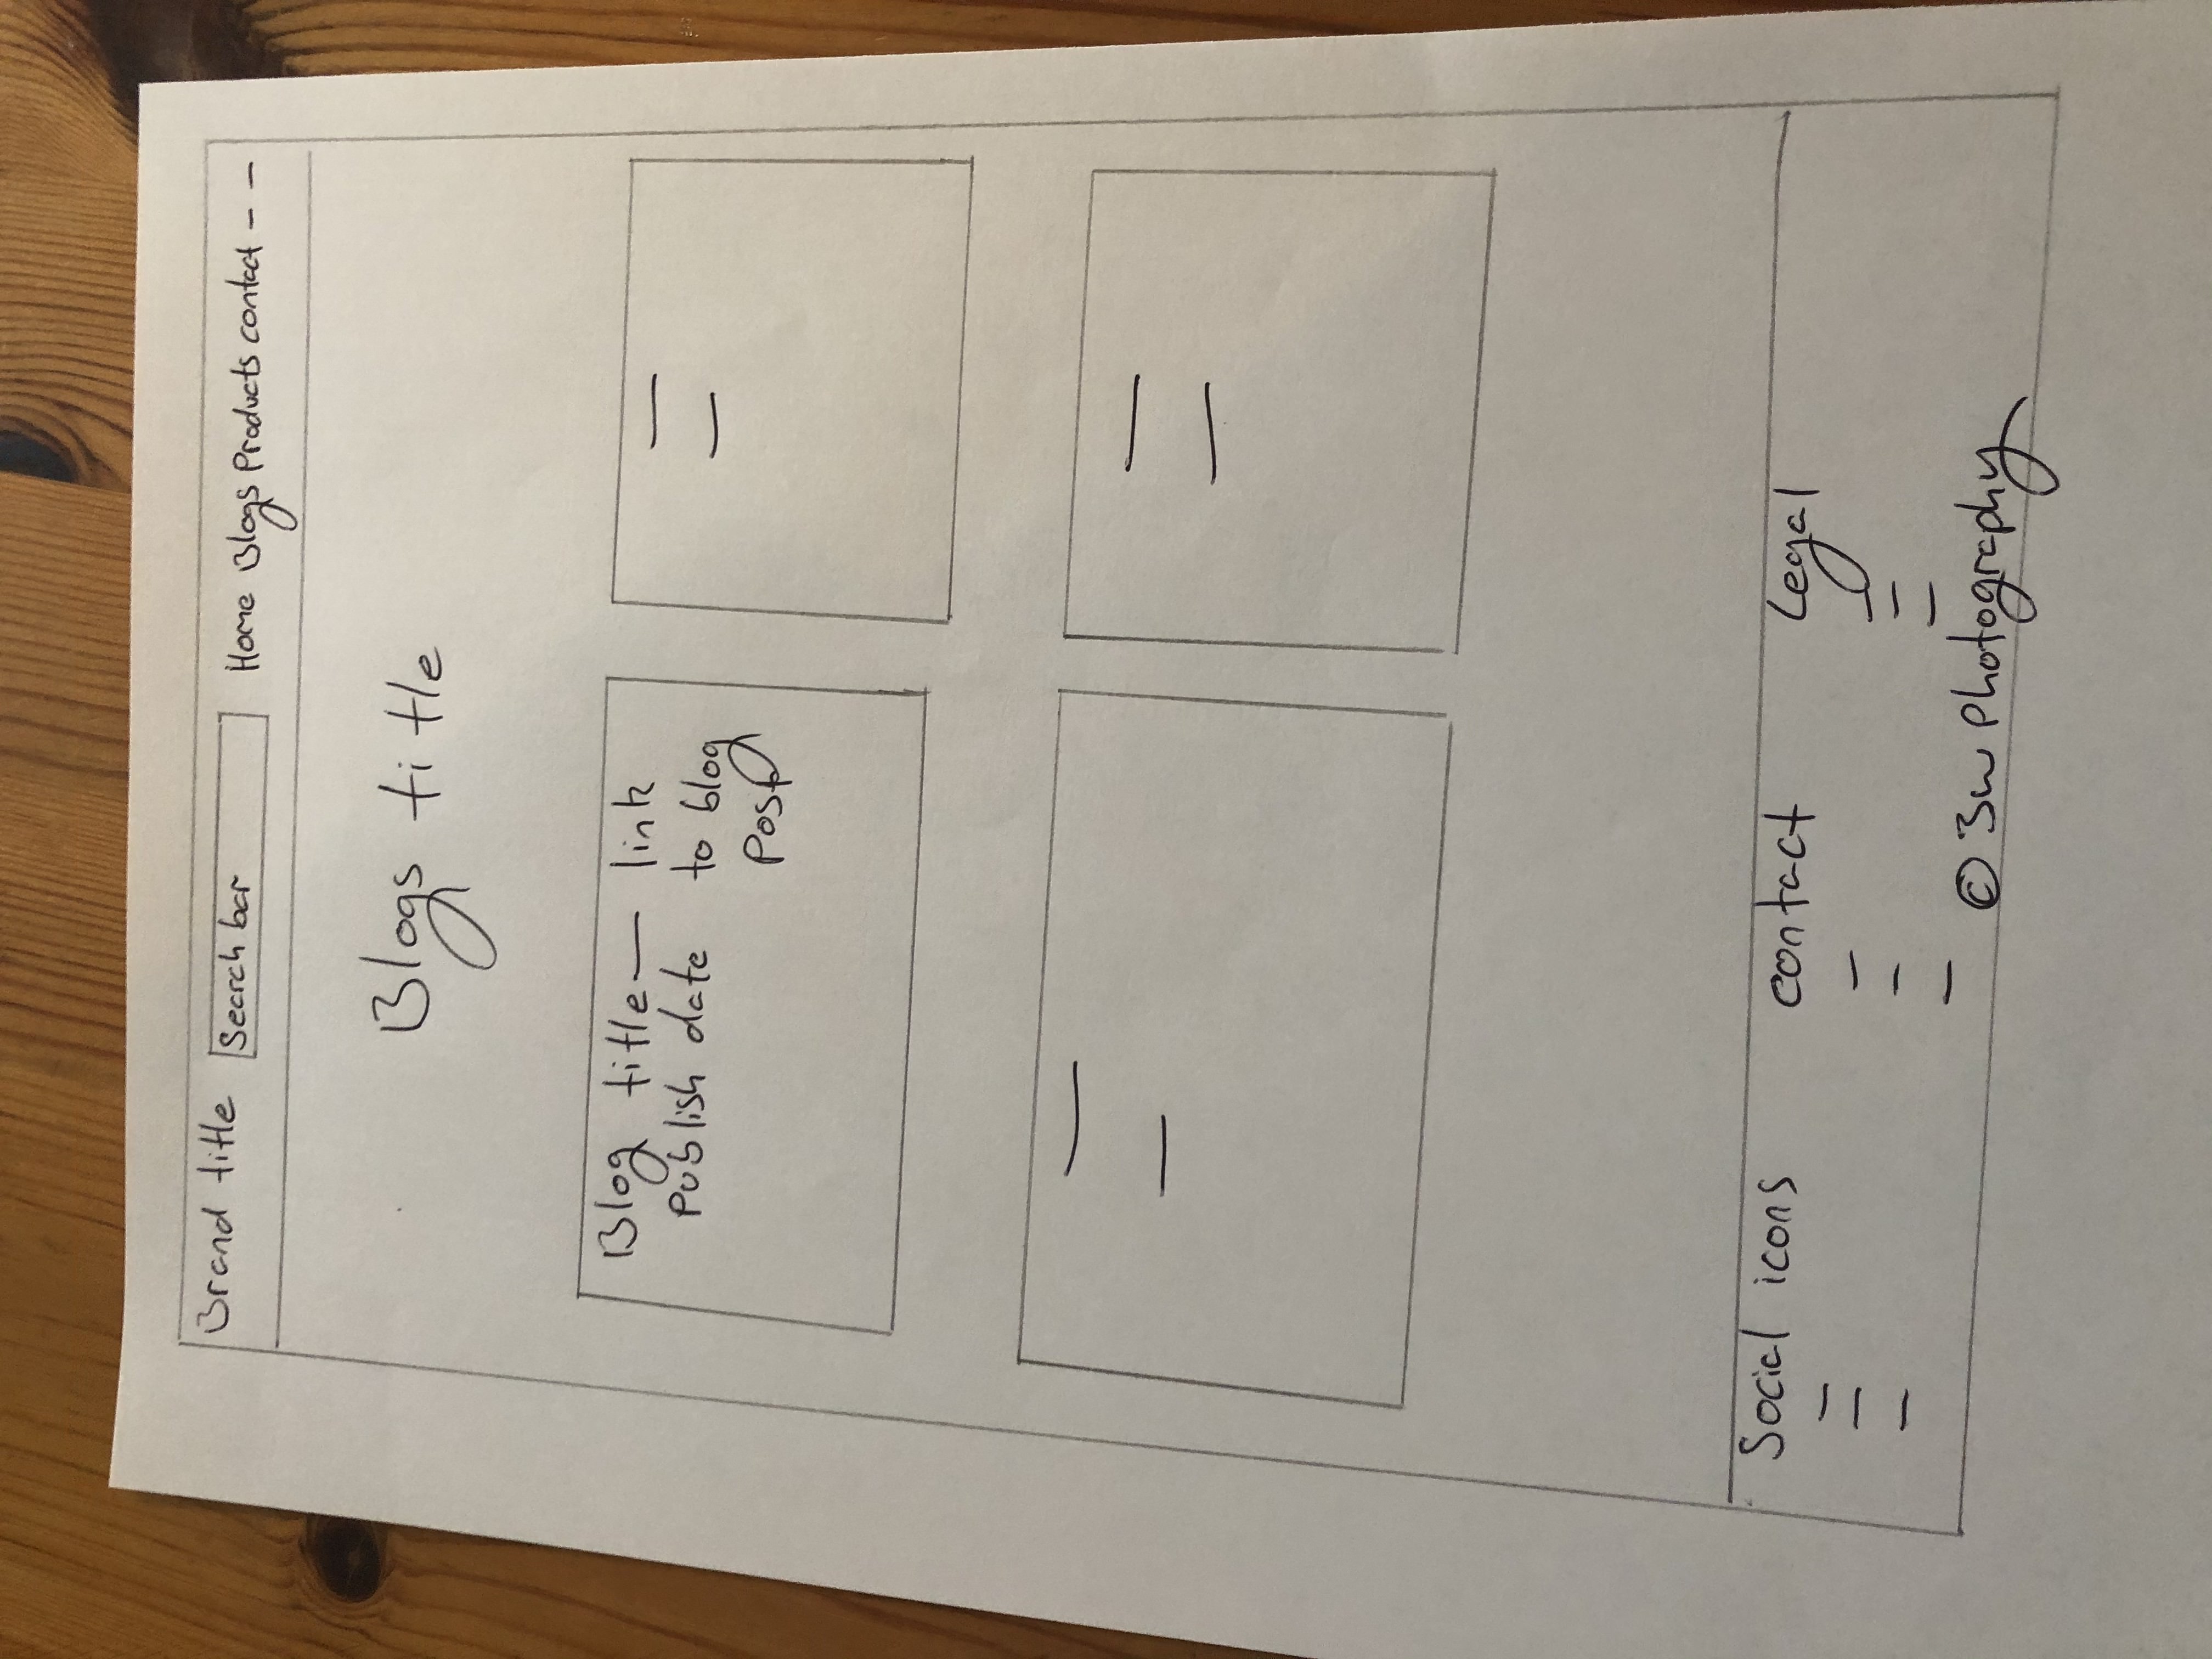 Brand title
Search bar
Home Blogs Products contact - -
Blogs title
Blog title — link
Publish date to blog
Post
Social icons
contact
Legal
© 3w Photography